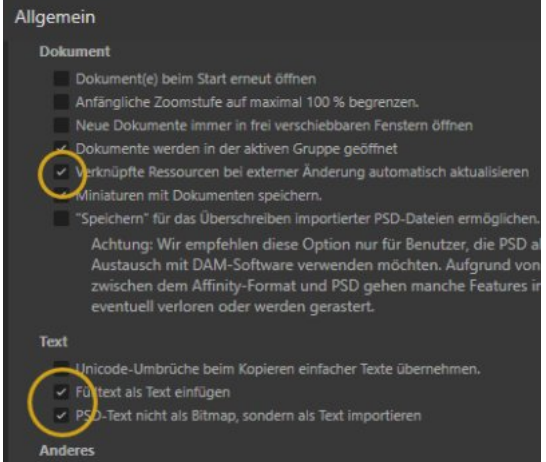 Allgemein
Dokument
Dokument(e) beim Start erneut öffnen
Anfängliche Zoomstufe auf maximal 100 % begrenzen.
Neue Dokumente immer in frei verschiebbaren Fenstern öffnen
Dokumente werden in der aktiven Gruppe geöffnet
Verknüpfte Ressourcen bei externer Änderung automatisch aktualisieren
Miniaturen mit Dokumenten speichern.
"Speichern" für das Überschreiben importierter PSD-Dateien ermöglichen.
Achtung: Wir empfehlen diese Option nur für Benutzer, die PSD al
Austausch mit DAM-Software verwenden möchten. Aufgrund von
zwischen dem Affinity-Format und PSD gehen manche Features in
eventuell verloren oder werden gerastert.
Text
Unicode-Umbrüche beim Kopieren einfacher Texte übernehmen.
Fülltext als Text einfügen
PSD-Text nicht als Bitmap, sondern als Text importieren
Anderes